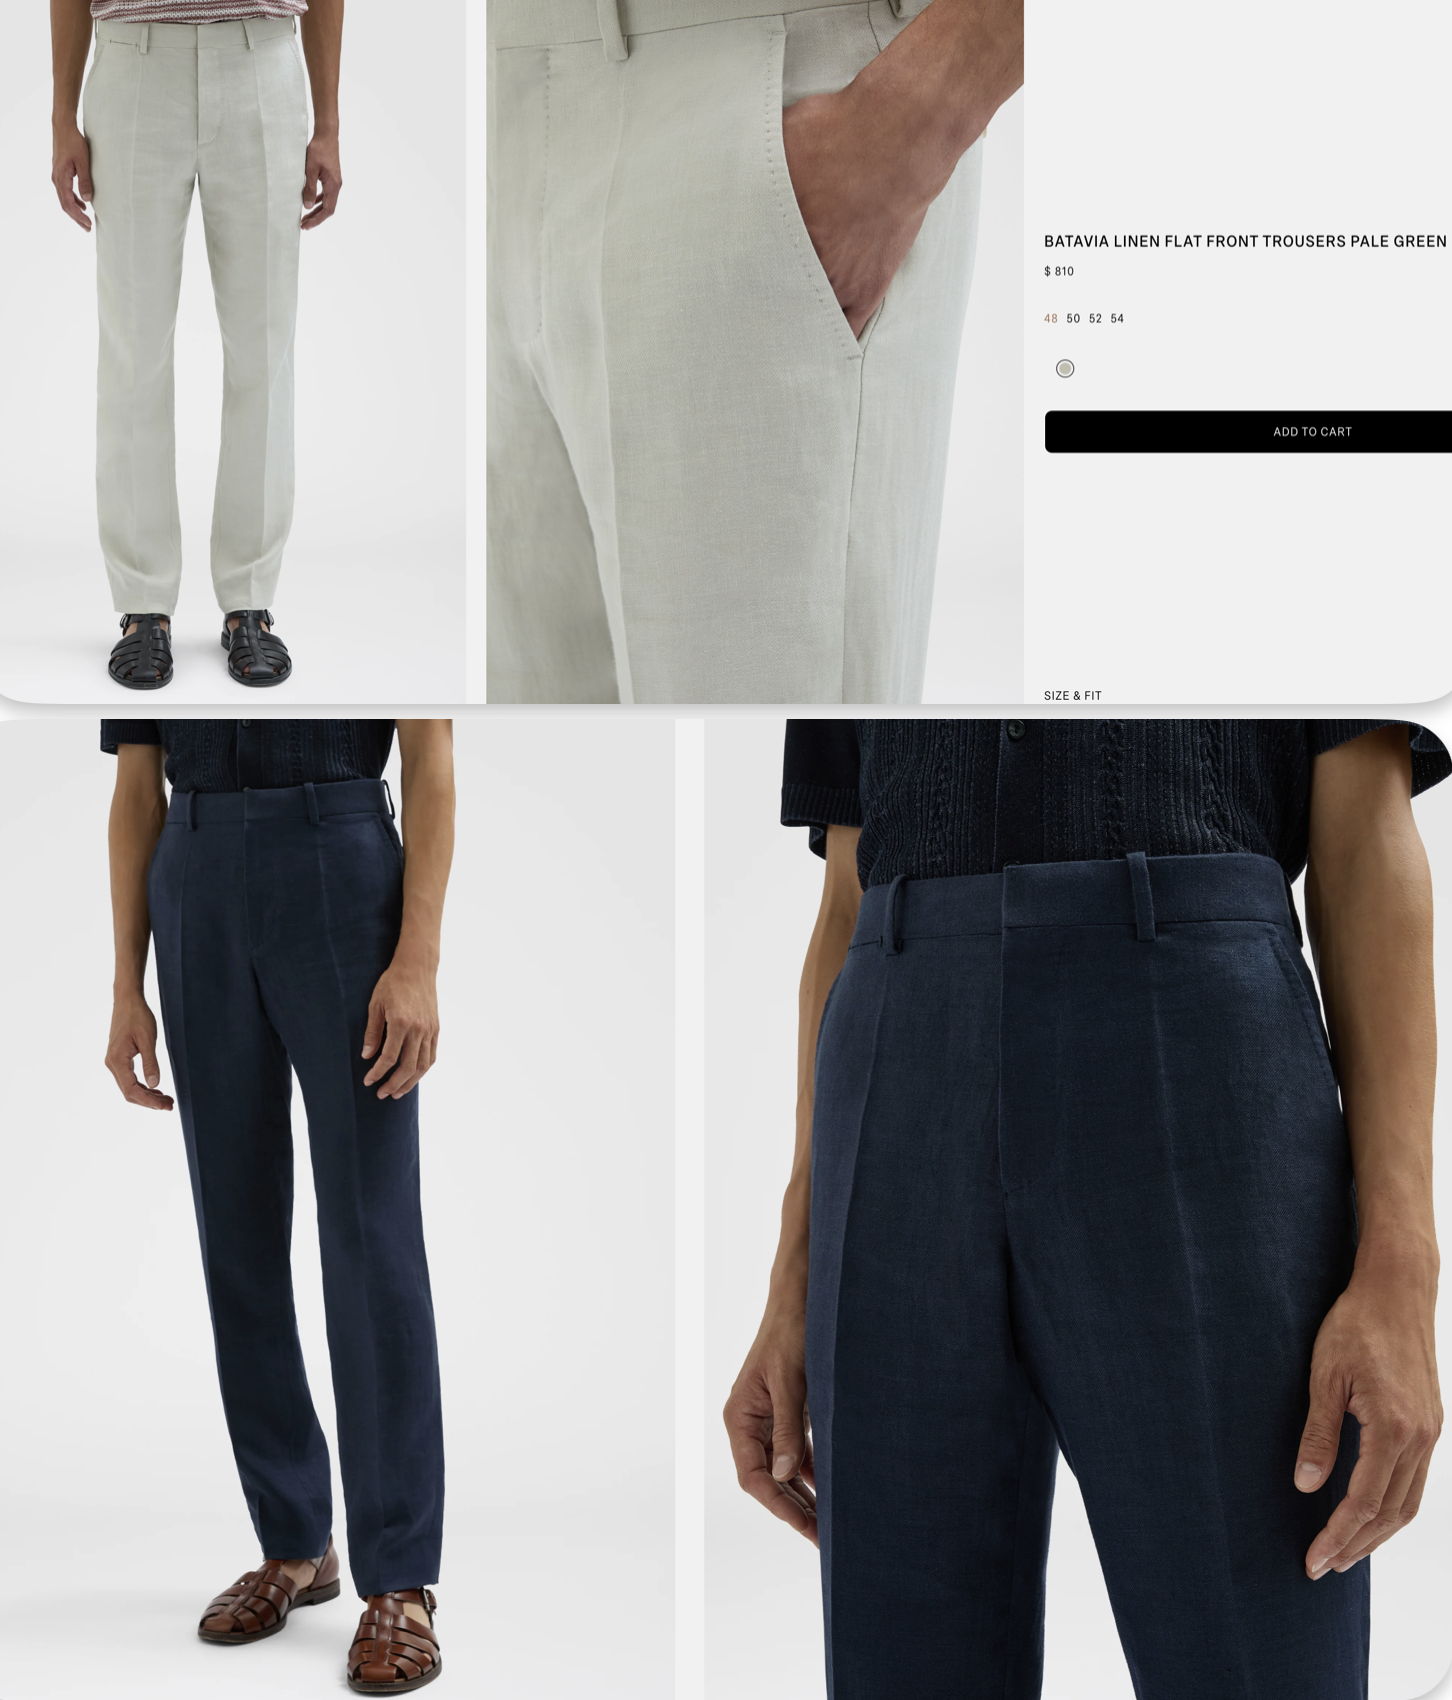 BATAVIA LINEN FLAT FRONT TROUSERS PALE GREEN
$ 810
48 50 52 54
ADD TO CART
SIZE & FIT